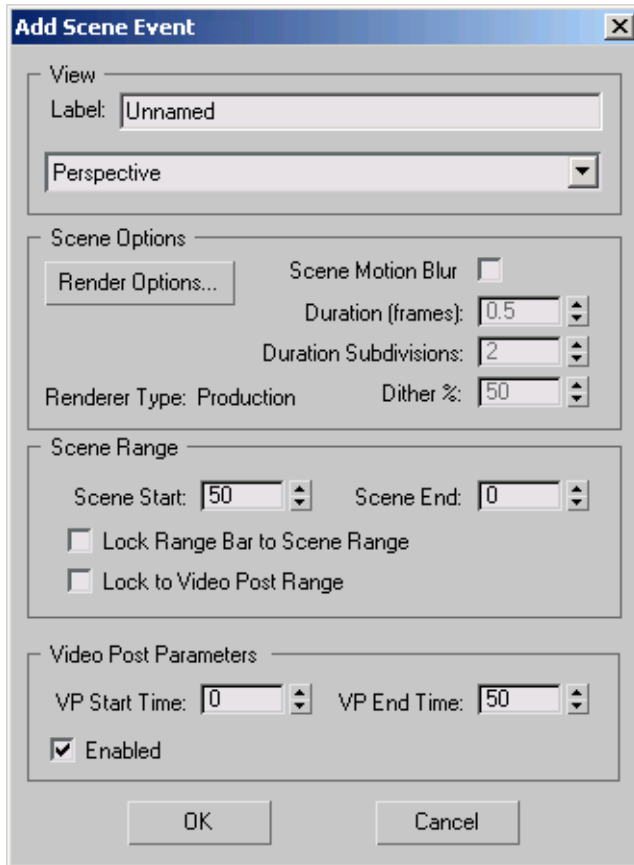 Add Scene Event
View
Label: Unnamed
Perspective
Scene Options
Render Options... Scene Motion Blur
Duration (frames): 0.5
Duration Subdivisions: 2
Renderer Type: Production Dither %: 50
Scene Range
Scene Start: 50 Scene End: 0
Lock Range Bar to Scene Range
Lock to Video Post Range
Video Post Parameters
VP Start Time: 0 VP End Time: 50
Enabled
OK Cancel